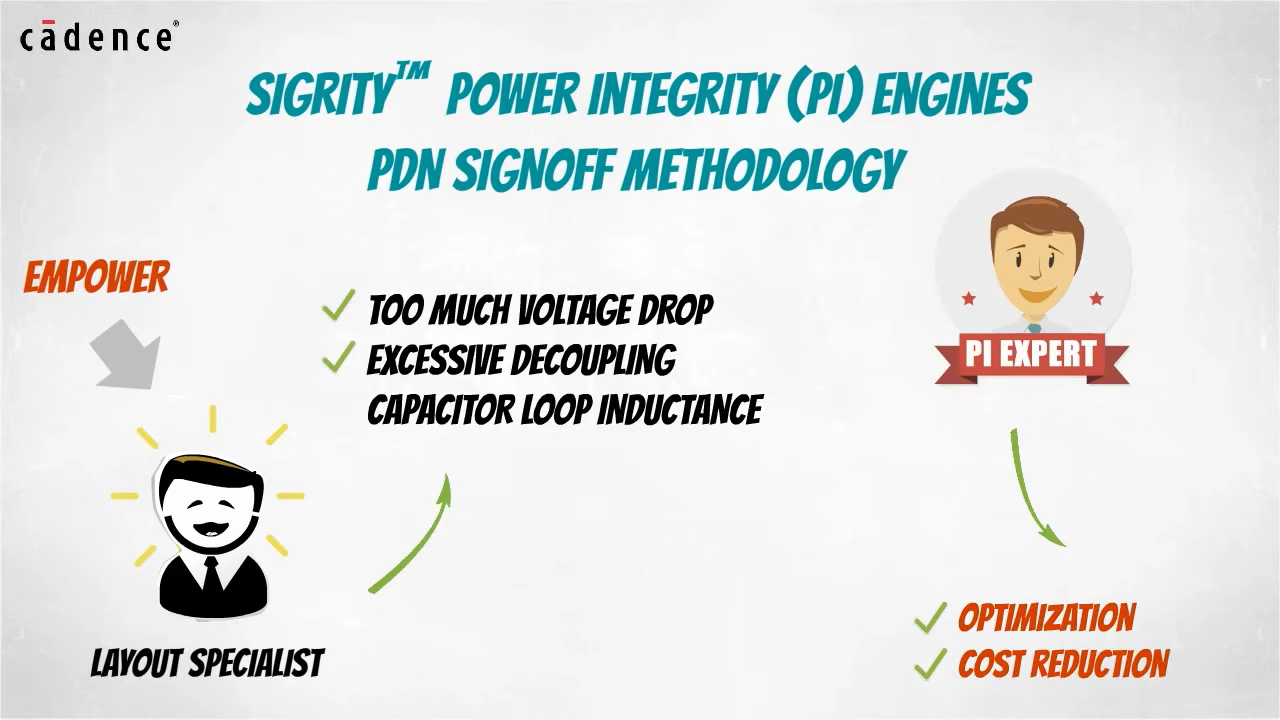 cādence®
SIGRITY™ POWER INTEGRITY (PI) ENGINES
PDN SIGNOFF METHODOLOGY
EMPOWER
TOO MUCH VOLTAGE DROP
EXCESSIVE DECOUPLING
CAPACITOR LOOP INDUCTANCE
PI EXPERT
LAYOUT SPECIALIST
OPTIMIZATION
COST REDUCTION